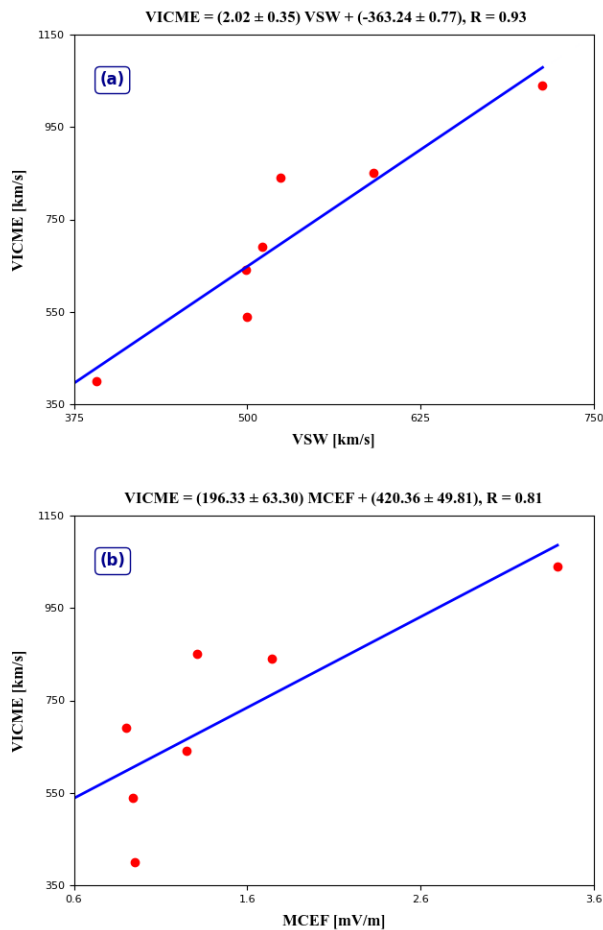 VICME = (2.02 ± 0.35) VSW + (-363.24 ± 0.77), R = 0.93
(a)
1150
950
750
550
350
VICME [km/s]
375 500 625 750
VSW [km/s]
VICME = (196.33 ± 63.30) MCEF + (420.36 ± 49.81), R = 0.81
(b)
1150
950
750
550
350
VICME [km/s]
0.6 1.6 2.6 3.6
MCEF [mV/m]